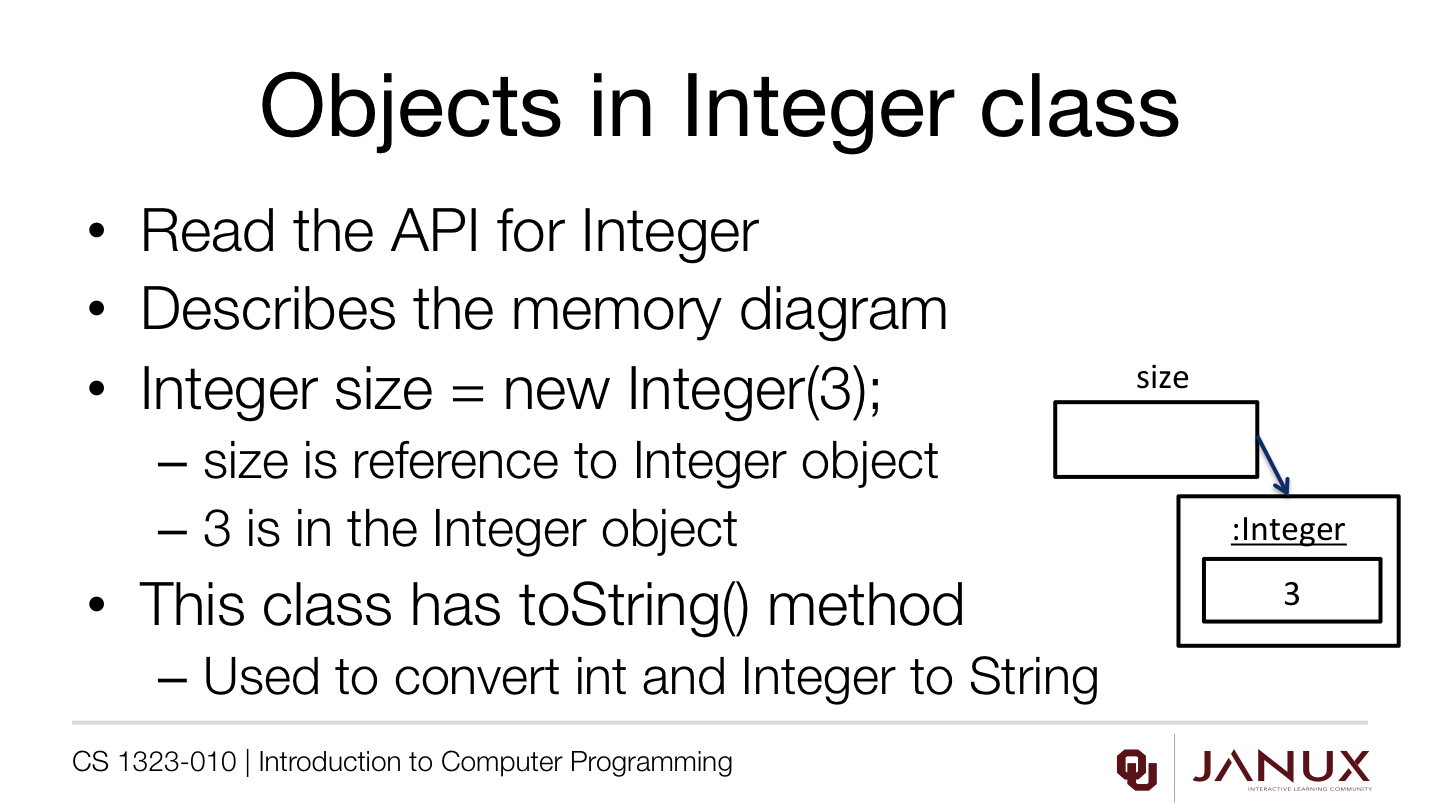 Objects in Integer class
• Read the API for Integer
• Describes the memory diagram
• Integer size = new Integer(3);
– size is reference to Integer object
– 3 is in the Integer object
• This class has toString() method
– Used to convert int and Integer to String
size
:Integer
3
CS 1323-010 | Introduction to Computer Programming
OU
JANUX
INTERACTIVE LEARNING COMMUNITY